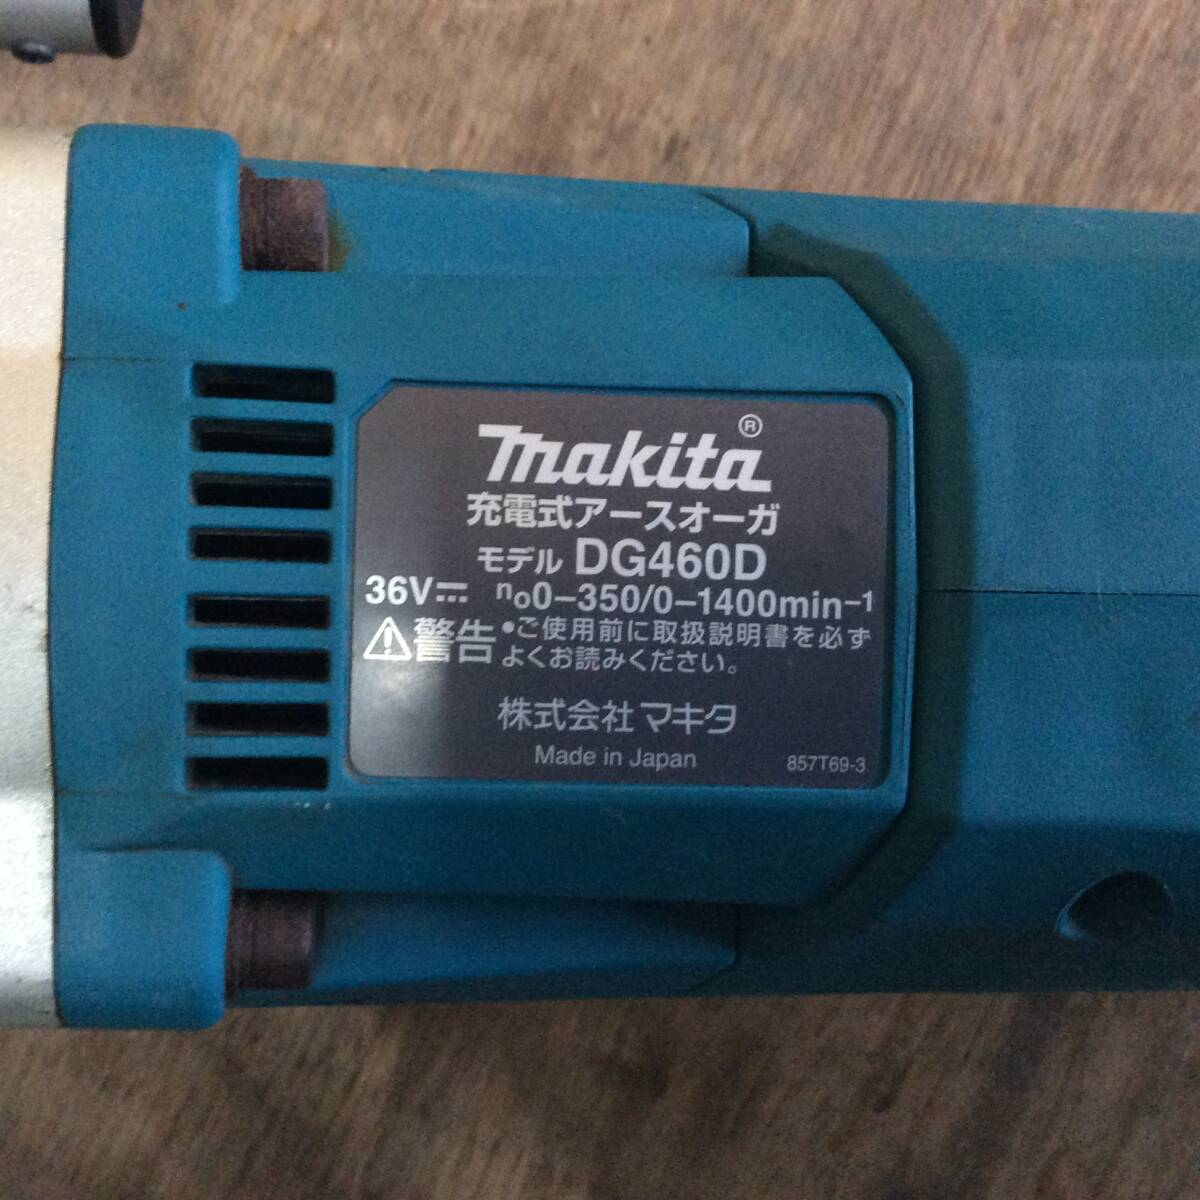 makita®
充電式アースオーガ
モデル DG460D
36V⎓ no0-350/0-1400min-1
⚠警告 •ご使用前に取扱説明書を必ず
よくお読みください。
株式会社マキタ
Made in Japan 857T69-3